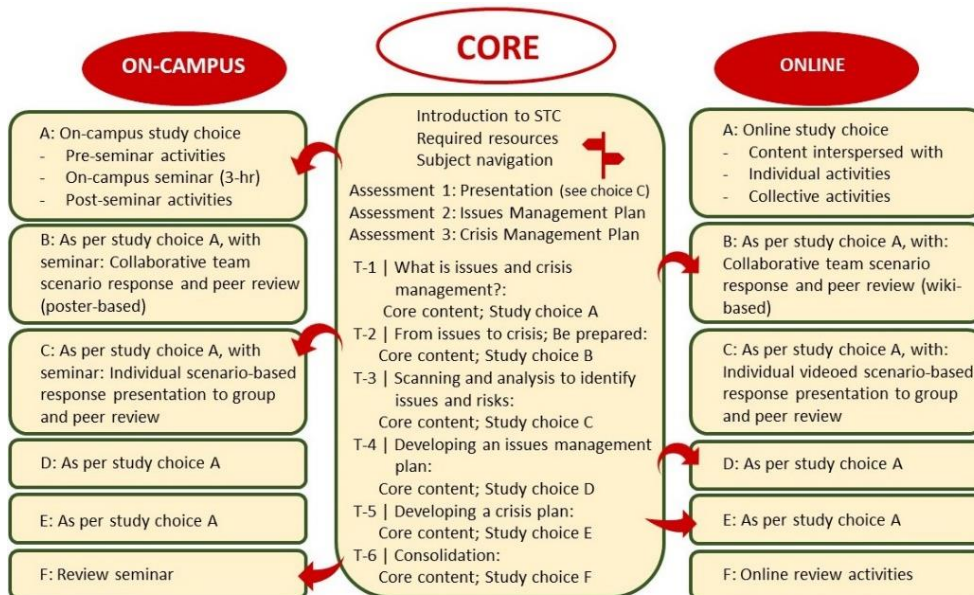 ON-CAMPUS
A: On-campus study choice
- Pre-seminar activities
- On-campus seminar (3-hr)
- Post-seminar activities
B: As per study choice A, with
seminar: Collaborative team
scenario response and peer review
(poster-based)
C: As per study choice A, with
seminar: Individual scenario-based
response presentation to group
and peer review
D: As per study choice A
E: As per study choice A
F: Review seminar
CORE
Introduction to STC
Required resources
Subject navigation
Assessment 1: Presentation (see choice C)
Assessment 2: Issues Management Plan
Assessment 3: Crisis Management Plan
T-1 | What is issues and crisis
management?:
Core content; Study choice A
T-2 | From issues to crisis; Be prepared:
Core content; Study choice B
T-3 | Scanning and analysis to identify
issues and risks:
Core content; Study choice C
T-4 | Developing an issues management
plan:
Core content; Study choice D
T-5 | Developing a crisis plan:
Core content; Study choice E
T-6 | Consolidation:
Core content; Study choice F
ONLINE
A: Online study choice
- Content interspersed with
- Individual activities
- Collective activities
B: As per study choice A, with:
Collaborative team scenario
response and peer review (wiki-
based)
C: As per study choice A, with:
Individual videoed scenario-based
response presentation to group
and peer review
D: As per study choice A
E: As per study choice A
F: Online review activities